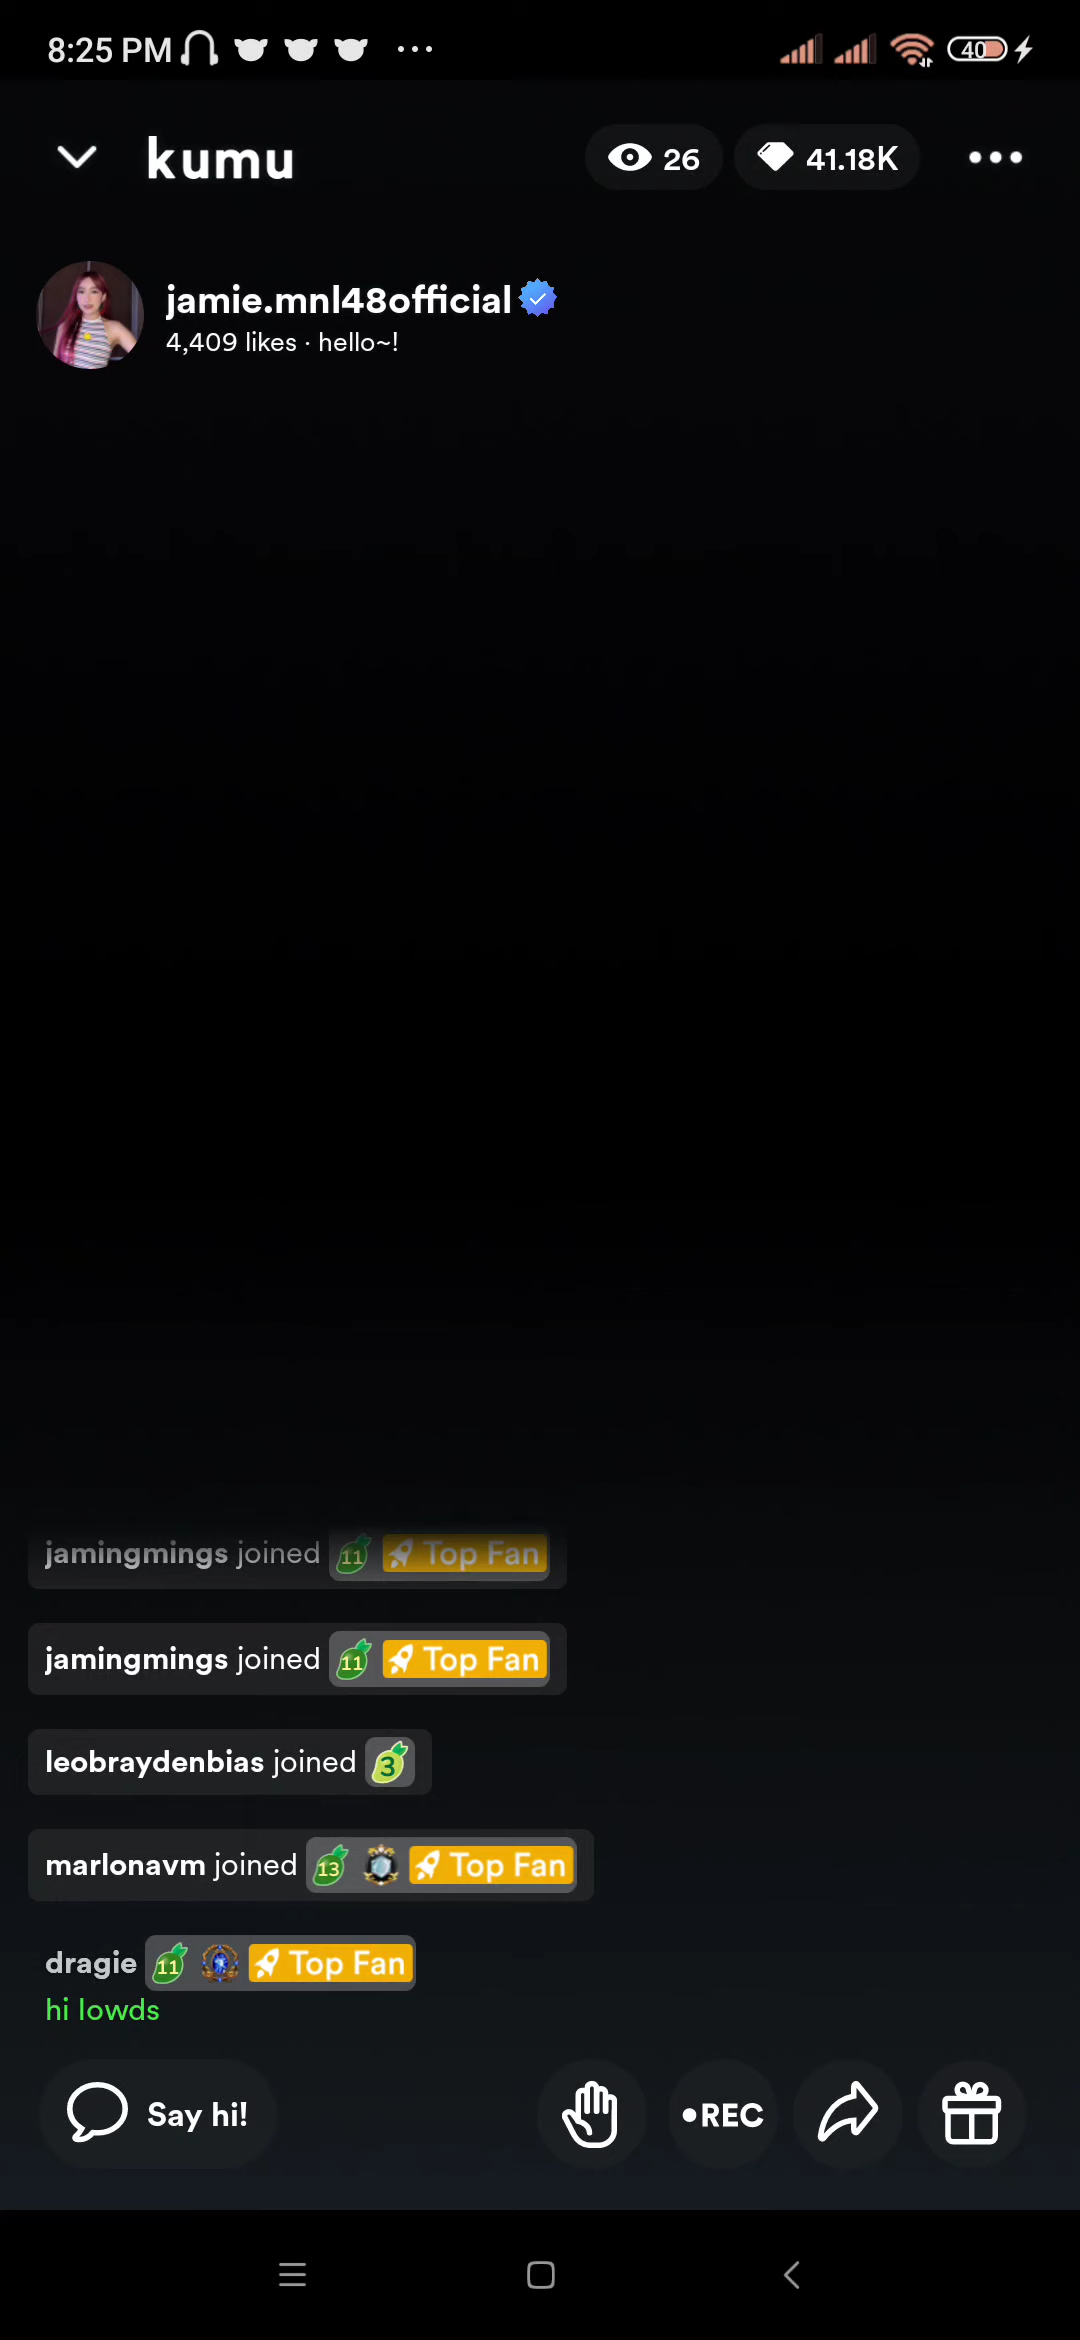 8:25 PM
40
kumu
26
41.18K
jamie.mnl48official
4,409 likes · hello~!
jamingmings joined 11 Top Fan
jamingmings joined 11 Top Fan
leobraydenbias joined 3
marlonavm joined 13 Top Fan
dragie 11 Top Fan
hi lowds
Say hi!
•REC